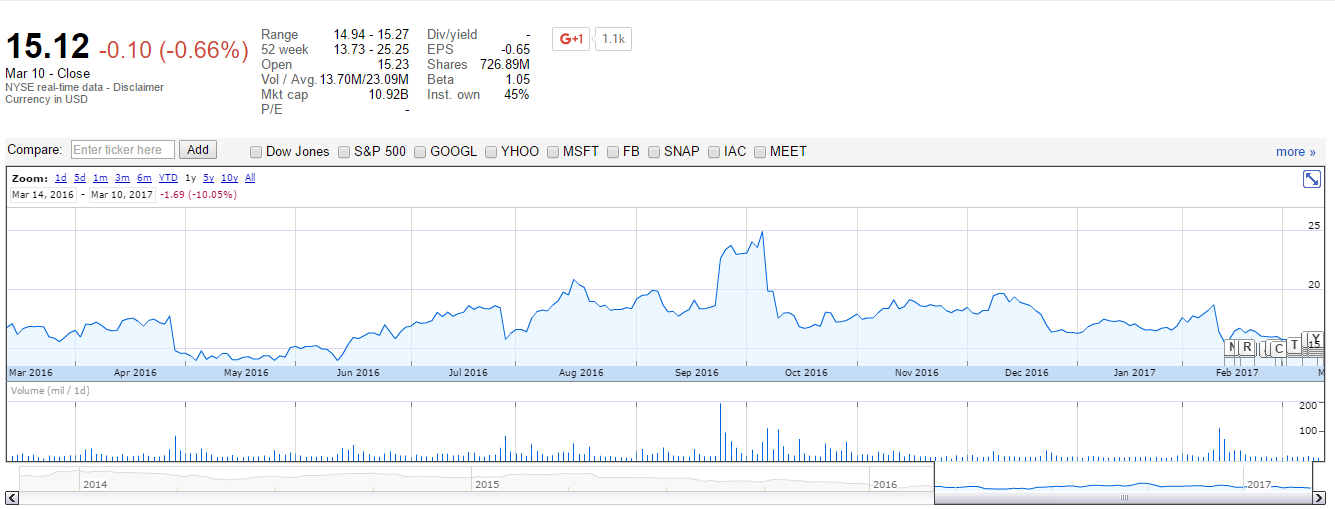 15.12 -0.10 (-0.66%)
Mar 10 - Close
NYSE real-time data - Disclaimer
Currency in USD
Range 14.94 - 15.27
52 week 13.73 - 25.25
Open 15.23
Vol / Avg. 13.70M/23.09M
Mkt cap 10.92B
P/E -
Div/yield -
EPS -0.65
Shares 726.89M
Beta 1.05
Inst. own 45%
G+1 1.1k
Compare: Enter ticker here Add Dow Jones S&P 500 GOOGL YHOO MSFT FB SNAP IAC MEET more »
Zoom: 1d 5d 1m 3m 6m YTD 1y 5y 10y All
Mar 14, 2016 - Mar 10, 2017 -1.69 (-10.05%)
25
20
15
N R C T Y
Mar 2016 Apr 2016 May 2016 Jun 2016 Jul 2016 Aug 2016 Sep 2016 Oct 2016 Nov 2016 Dec 2016 Jan 2017 Feb 2017 M
Volume (mil / 1d)
200
100
2014 2015 2016 2017